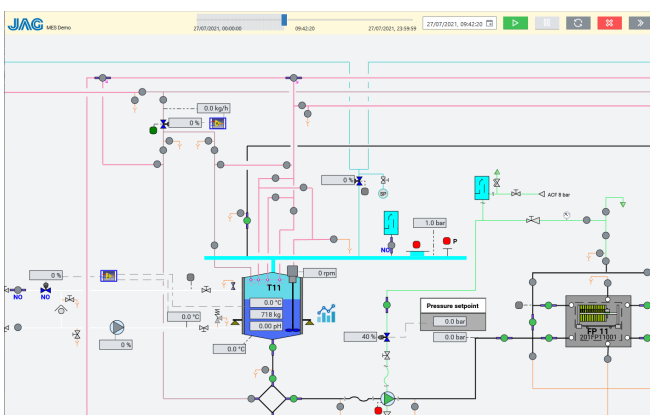 JAG MES Demo
27/07/2021, 00:00:00
09:42:20
27/07/2021, 23:59:59
27/07/2021, 09:42:20
0.0 kg/h
0 %
0 %
SP
ACF 8 bar
1.0 bar
NO
P
0 rpm
0 %
T11
NO
NO
0.0 °C
718 kg
0.00 pH
0.0 °C
Pressure setpoint
0.0 bar
FP 11
201FP11001
0 %
0.0 °C
40 %
0.0 bar